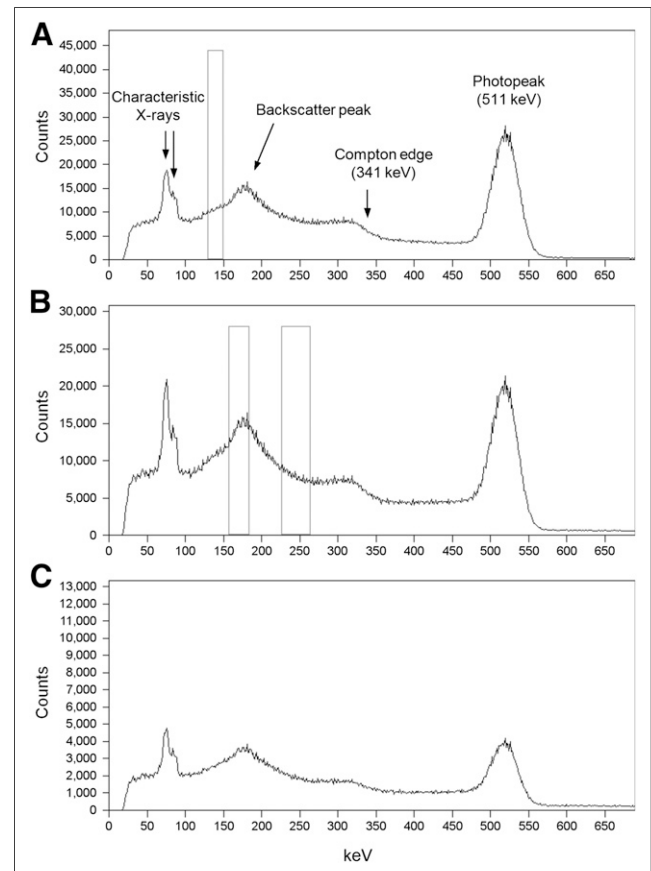 A
45,000
40,000
35,000
30,000
25,000
20,000
15,000
10,000
5,000
0
Counts
Characteristic
X-rays
Backscatter peak
Compton edge
(341 keV)
Photopeak
(511 keV)
0 50 100 150 200 250 300 350 400 450 500 550 600 650
B
30,000
25,000
20,000
15,000
10,000
5,000
0
Counts
0 50 100 150 200 250 300 350 400 450 500 550 600 650
C
13,000
12,000
11,000
10,000
9,000
8,000
7,000
6,000
5,000
4,000
3,000
2,000
1,000
0
Counts
0 50 100 150 200 250 300 350 400 450 500 550 600 650
keV